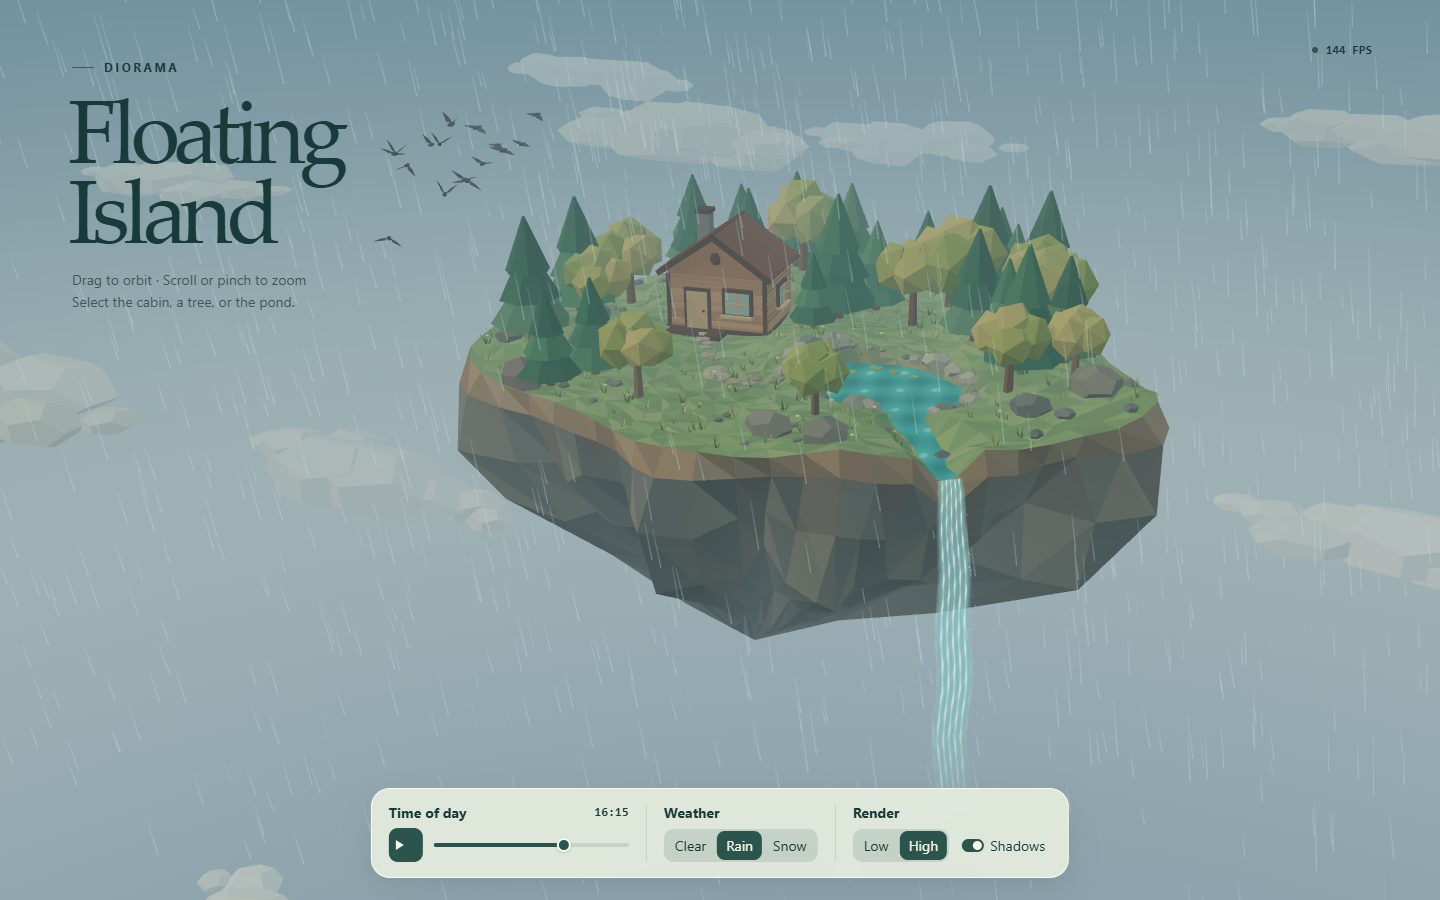 DIORAMA
144 FPS
Floating
Island
Drag to orbit · Scroll or pinch to zoom
Select the cabin, a tree, or the pond.
Time of day
16:15
Weather
Clear
Rain
Snow
Render
Low
High
Shadows